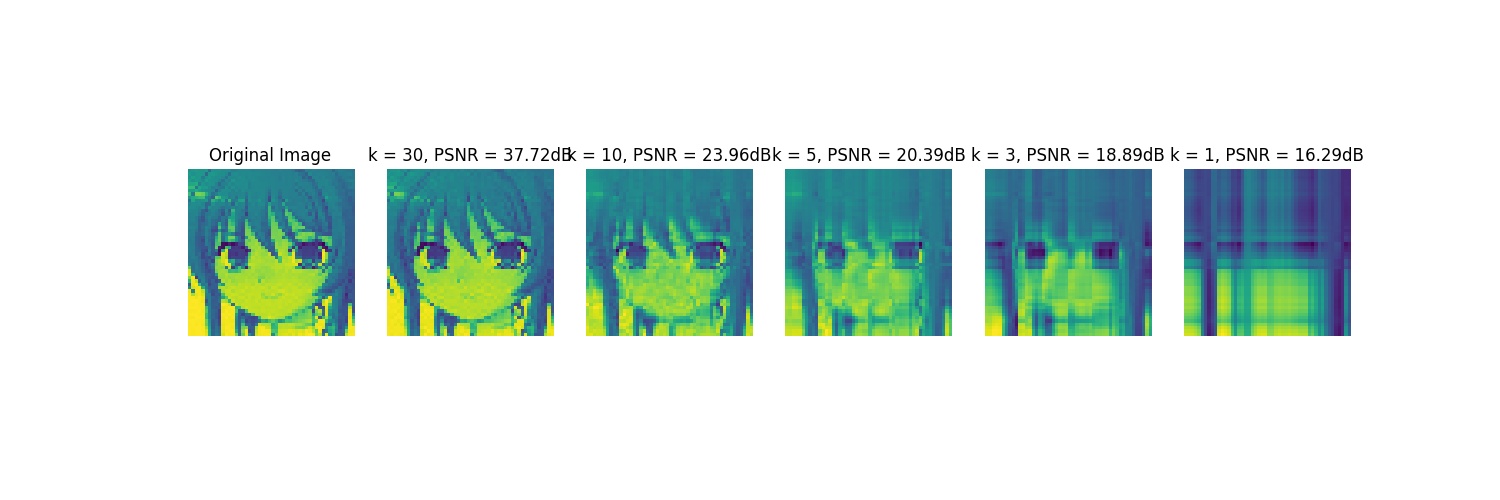 Original Image
k = 30, PSNR = 37.72dB
k = 10, PSNR = 23.96dB
k = 5, PSNR = 20.39dB
k = 3, PSNR = 18.89dB
k = 1, PSNR = 16.29dB